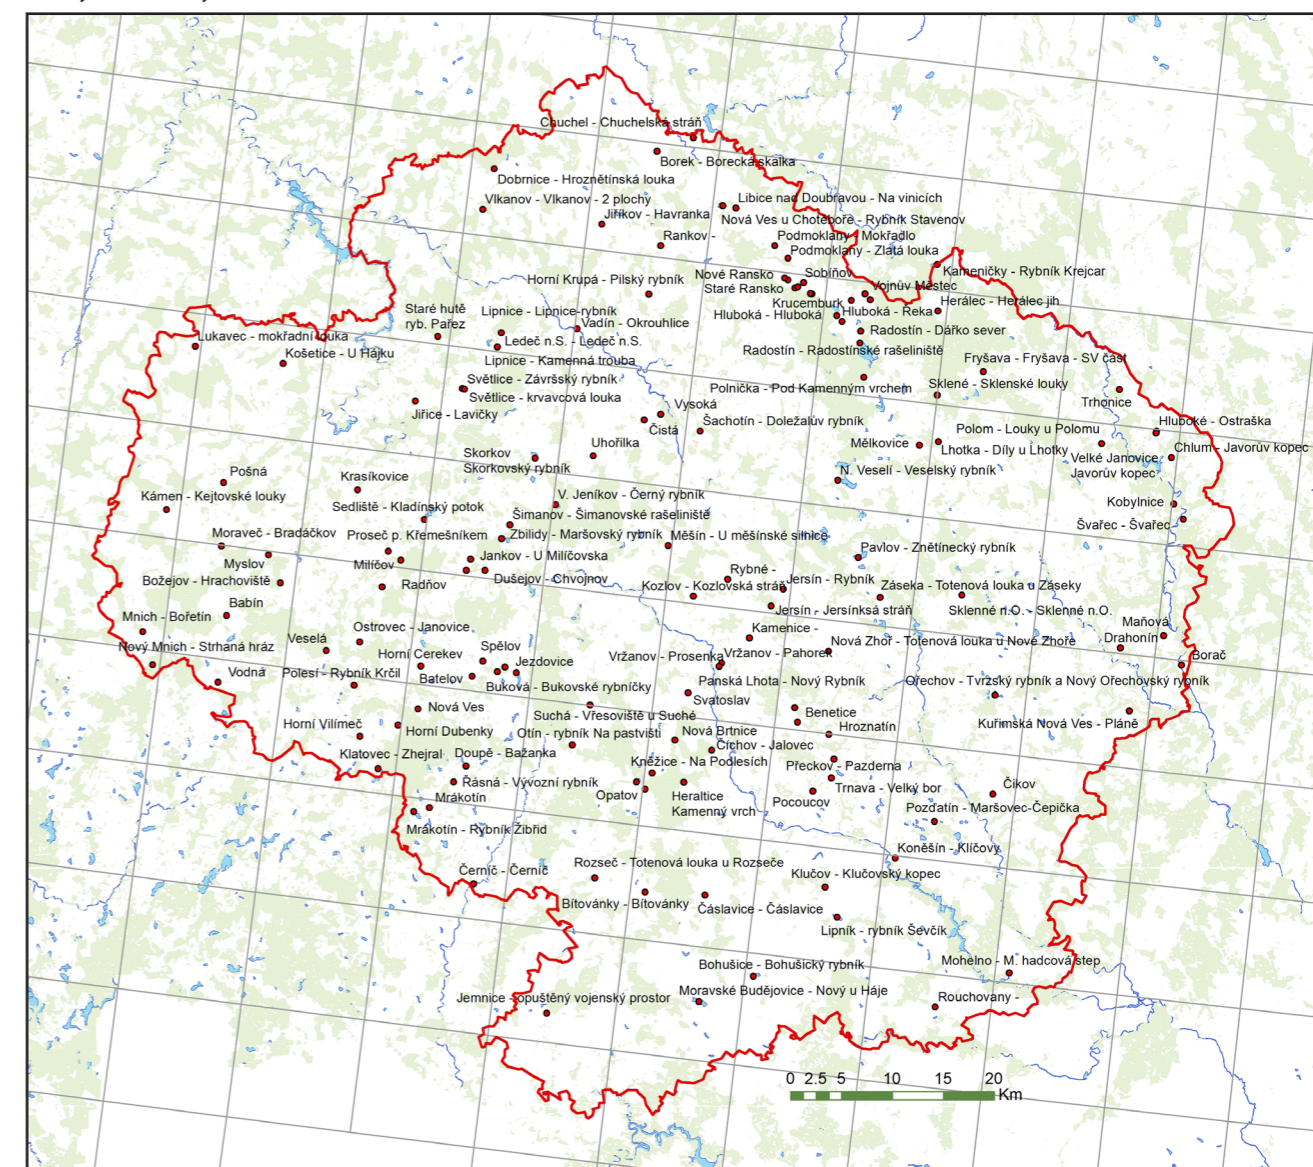 Chuchel - Chuchelská stráň
Borek - Borecká skalka
Dobrnice - Hroznětínská louka
Vlkanov - Vlkanov - 2 plochy
Libice nad Doubravou - Na vinicích
Jiříkov - Havranka
Nová Ves u Chotěboře - Rybník Stavenov
Rankov -
Podmoklany - Mokřadlo
Podmoklany - Zlatá louka
Horní Krupá - Pilský rybník
Nové Ransko
Sobíňov
Kameničky - Rybník Krejcar
Staré Ransko
Vojnův Městec
Krucemburk
Herálec - Herálec jih
Staré hutě
ryb. Pařez
Lipnice - Lipnice-rybník
Vadín - Okrouhlice
Hluboká - Hluboká
Hluboká - Řeka
Radostín - Dářko sever
Lukavec - mokřadní louka
Košetice - U Hájku
Ledeč n.S. - Ledeč n.S.
Lipnice - Kamenná trouba
Radostín - Radostínské rašeliniště
Fryšava - Fryšava - SV část
Světlice - Závršský rybník
Světlice - krvavcová louka
Polnička - Pod Kamenným vrchem
Sklené - Sklenské louky
Trhonice
Jiřice - Lavičky
Vysoká
Čistá
Šachotín - Doležalův rybník
Polom - Louky u Polomu
Hluboké - Ostraška
Uhořilka
Mělkovice
Lhotka - Díly u Lhotky
Velké Janovice
Javorův kopec
Chlum - Javorův kopec
Skorkov
Skorkovský rybník
N. Veselí - Veselský rybník
Pošná
Krasíkovice
Kámen - Kejtovské louky
V. Jeníkov - Černý rybník
Kobylnice
Sedliště - Kladínský potok
Šimanov - Šimanovské rašeliniště
Švařec - Švařec
Moraveč - Bradáčkov
Proseč p. Křemešníkem
Zbilidy - Maršovský rybník
Měšín - U měšínské silnice
Pavlov - Znětínecký rybník
Myslov
Milíčov
Jankov - U Milíčovska
Božejov - Hrachoviště
Radňov
Dušejov - Chvojnov
Rybné -
Kozlov - Kozlovská stráň
Jersín - Rybník
Záseka - Totenová louka u Záseky
Babín
Jersín - Jersínksá stráň
Sklenné n.O. - Sklenné n.O.
Mnich - Bořetín
Ostrovec - Janovice
Kamenice -
Maňová
Drahonín
Nový Mnich - Strhaná hráz
Veselá
Spělov
Nová Zhoř - Totenová louka u Nové Zhoře
Horní Cerekev
Jezdovice
Vržanov - Prosenka
Vržanov - Pahorek
Borač
Vodná
Polesí - Rybník Krčil
Batelov
Buková - Bukovské rybníčky
Panská Lhota - Nový Rybník
Ořechov - Tvrzský rybník a Nový Ořechovský rybník
Svatoslav
Nová Ves
Suchá - Vřesoviště u Suché
Benetice
Kuřimská Nová Ves - Pláně
Horní Vilímeč
Horní Dubenky
Otín - rybník Na pastvišti
Nová Brtnice
Hroznatín
Klatovec - Zhejral
Doupě - Bažanka
Číchov - Jalovec
Kněžice - Na Podlesích
Přeckov - Pazderna
Řásná - Vývozní rybník
Čikov
Opatov
Heraltice
Kamenný vrch
Trnava - Velký bor
Pocoucov
Mrákotín
Pozďatín - Maršovec-Čepička
Mrákotín - Rybník Žibřid
Koněšín - Klíčovy
Rozseč - Totenová louka u Rozseče
Černíč - Černíč
Klučov - Klučovský kopec
Bítovánky - Bítovánky
Čáslavice - Čáslavice
Lipník - rybník Ševčík
Bohušice - Bohušický rybník
Mohelno - M. hadcová step
Jemnice - opuštěný vojenský prostor
Moravské Budějovice - Nový u Háje
Rouchovany -
0 2.5 5 10 15 20
Km